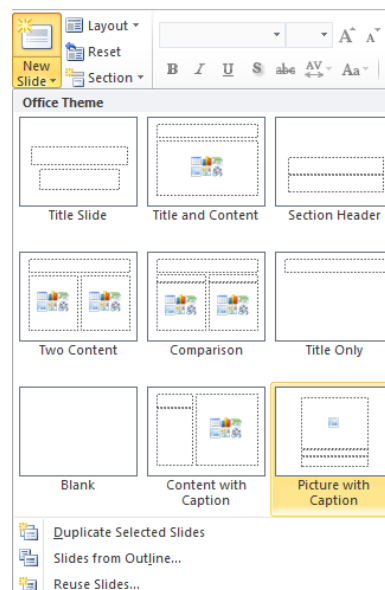 Layout
Reset
New
Slide
Section
A A
B I U S abc AV Aa
Office Theme
Title Slide Title and Content Section Header
Two Content Comparison Title Only
Blank Content with Picture with
Caption Caption
Duplicate Selected Slides
Slides from Outline...
Reuse Slides...